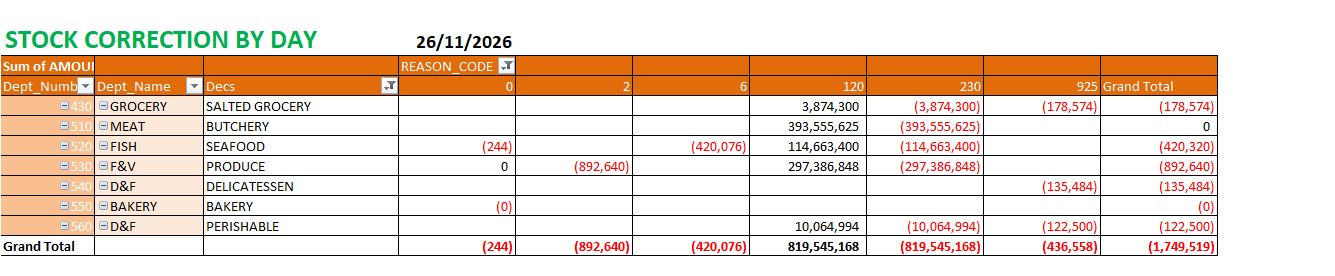 STOCK CORRECTION BY DAY 26/11/2026
Sum of AMOU REASON_CODE
Dept_Numb Dept_Name Decs 0 2 6 120 230 925 Grand Total
430 GROCERY SALTED GROCERY 3,874,300 (3,874,300) (178,574) (178,574)
510 MEAT BUTCHERY 393,555,625 (393,555,625) 0
520 FISH SEAFOOD (244) (420,076) 114,663,400 (114,663,400) (420,320)
530 F&V PRODUCE 0 (892,640) 297,386,848 (297,386,848) (892,640)
540 D&F DELICATESSEN (135,484) (135,484)
550 BAKERY BAKERY (0) (0)
560 D&F PERISHABLE 10,064,994 (10,064,994) (122,500) (122,500)
Grand Total (244) (892,640) (420,076) 819,545,168 (819,545,168) (436,558) (1,749,519)